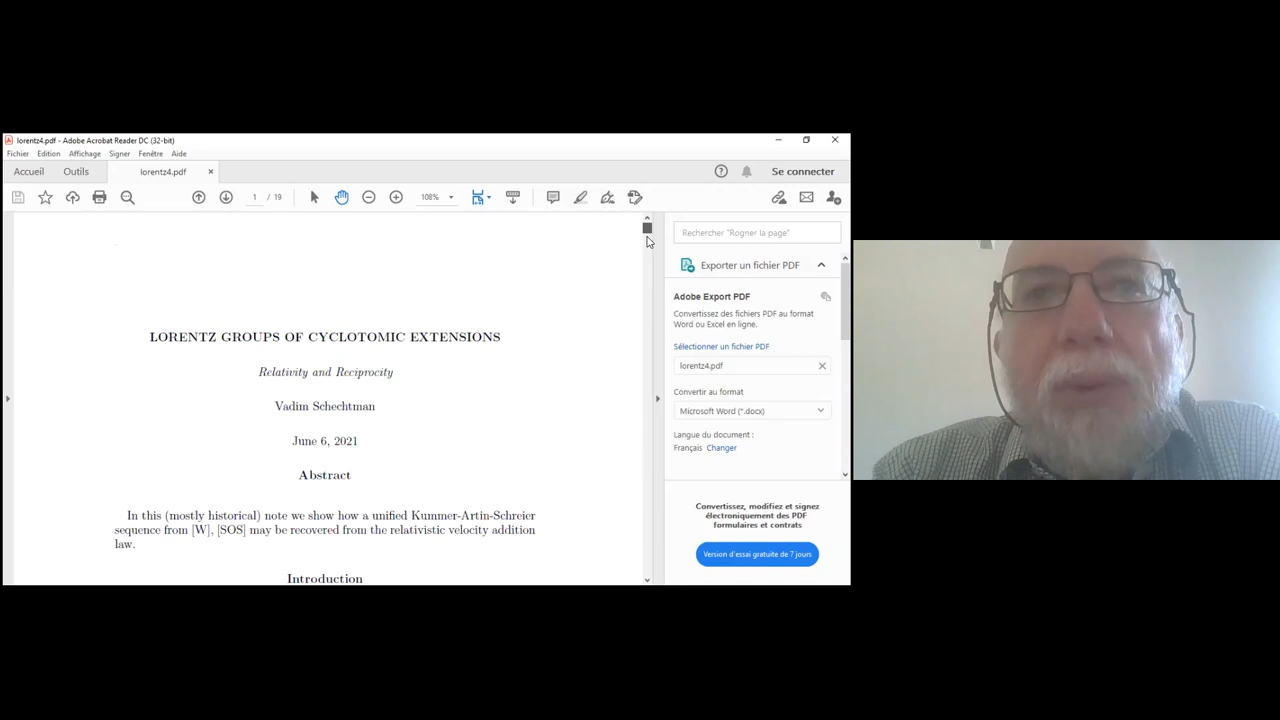 lorentz4.pdf - Adobe Acrobat Reader DC (32-bit)
Fichier Edition Affichage Signer Fenêtre Aide
Accueil Outils lorentz4.pdf Se connecter
1 / 19 108%
LORENTZ GROUPS OF CYCLOTOMIC EXTENSIONS
Relativity and Reciprocity
Vadim Schechtman
June 6, 2021
Abstract
In this (mostly historical) note we show how a unified Kummer-Artin-Schreier
sequence from [W], [SOS] may be recovered from the relativistic velocity addition
law.
Introduction
Rechercher "Rogner la page"
Exporter un fichier PDF
Adobe Export PDF
Convertissez des fichiers PDF au format
Word ou Excel en ligne.
Sélectionner un fichier PDF
lorentz4.pdf
Convertir au format
Microsoft Word (*.docx)
Langue du document :
Français Changer
Convertissez, modifiez et signez
électroniquement des PDF
formulaires et contrats
Version d'essai gratuite de 7 jours